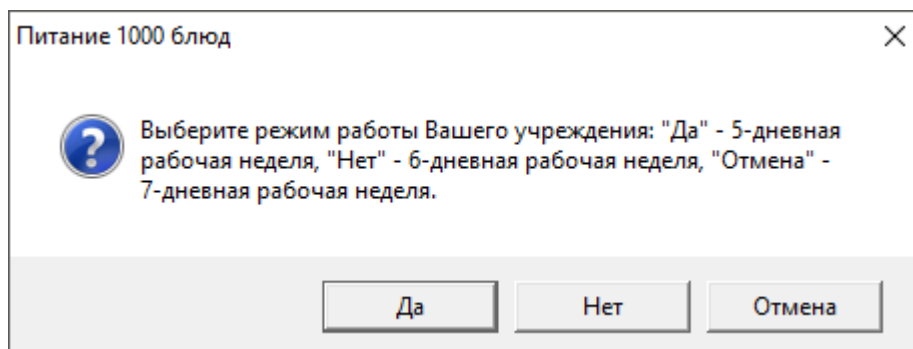 Питание 1000 блюд
Выберите режим работы Вашего учреждения: "Да" - 5-дневная
рабочая неделя, "Нет" - 6-дневная рабочая неделя, "Отмена" -
7-дневная рабочая неделя.
Да
Нет
Отмена